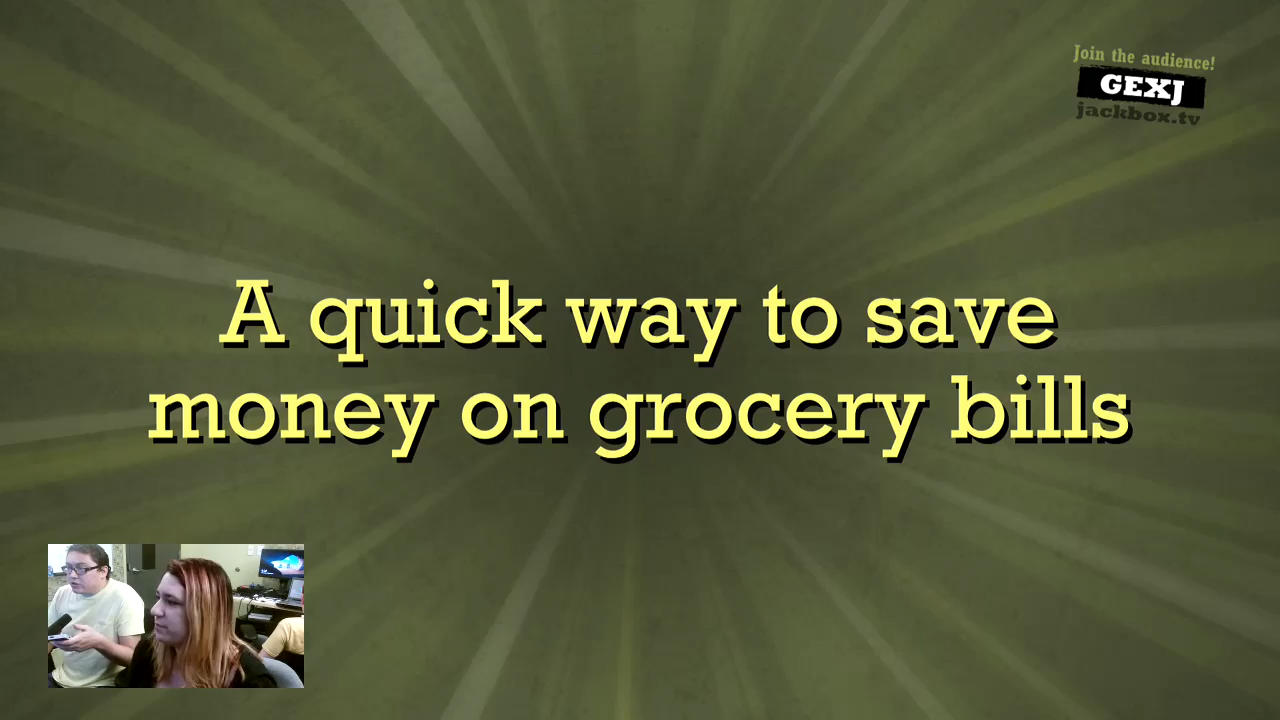 Join the audience!
GEXJ
jackbox.tv
A quick way to save
money on grocery bills